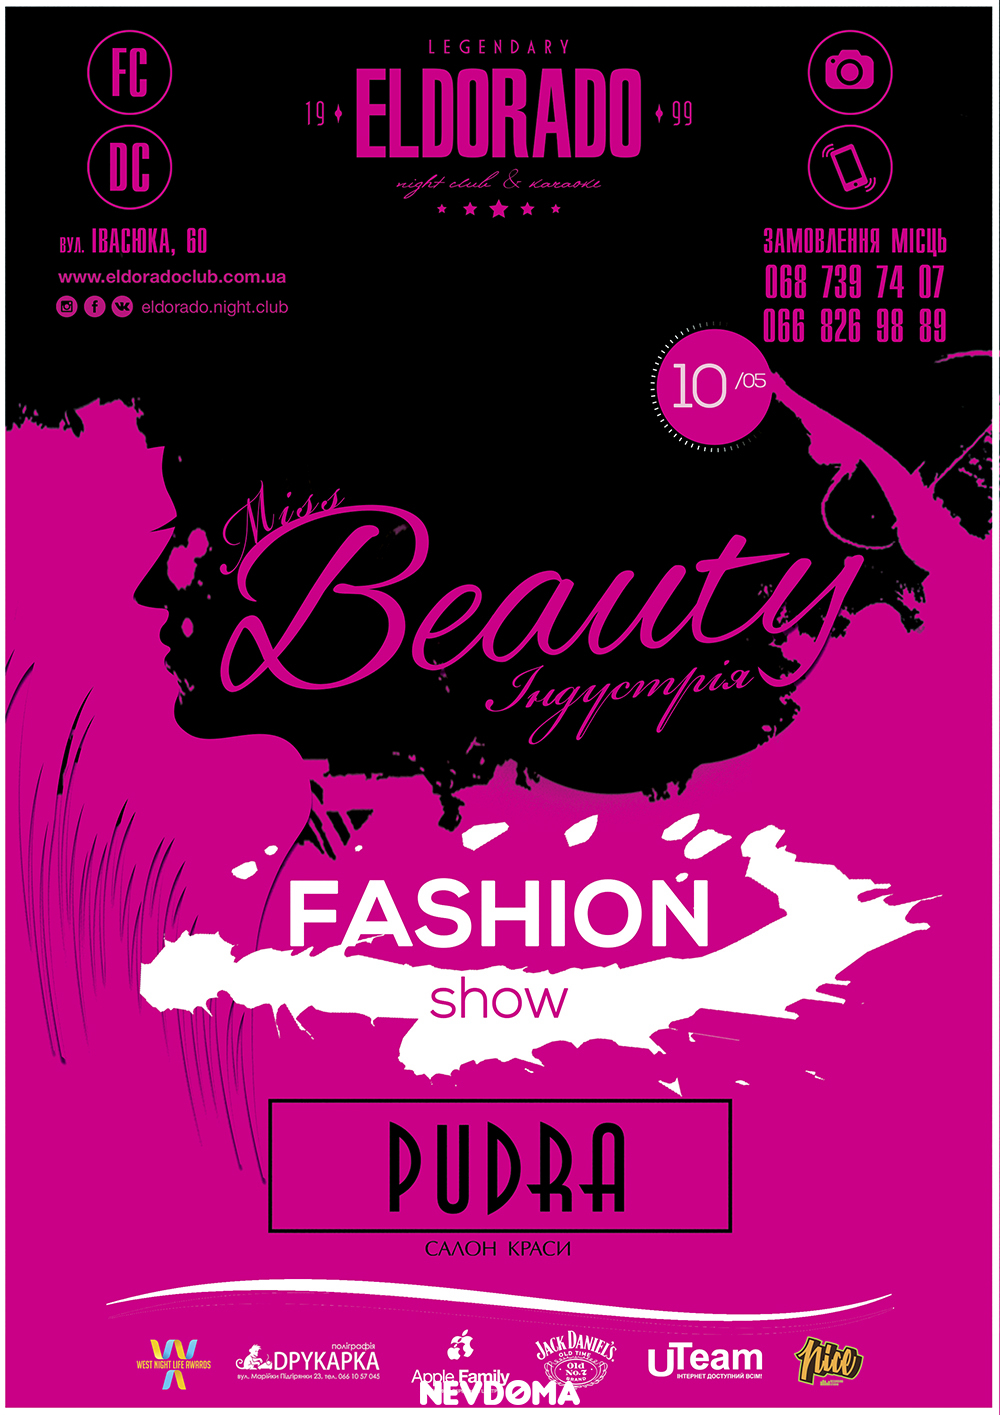 FC
DC
LEGENDARY
19 ELDORADO 99
night club & karaoke
вул. ІВАСЮКА, 60
www.eldoradoclub.com.ua
eldorado.night.club
ЗАМОВЛЕННЯ МІСЦЬ
068 739 74 07
066 826 98 89
10 /05
Miss
Beauty
Індустрія
FASHION
show
PUDRA
САЛОН КРАСИ
WEST NIGHT LIFE AWARDS
поліграфія
DРУКАРКА
вул. Марійки Підгірянки 23, тел. 066 10 57 045
Apple Family
JACK DANIEL'S
OLD TIME
Old
No.7
BRAND
UTeam
ІНТЕРНЕТ ДОСТУПНИЙ ВСІМ!
Nice
NEVDOMA